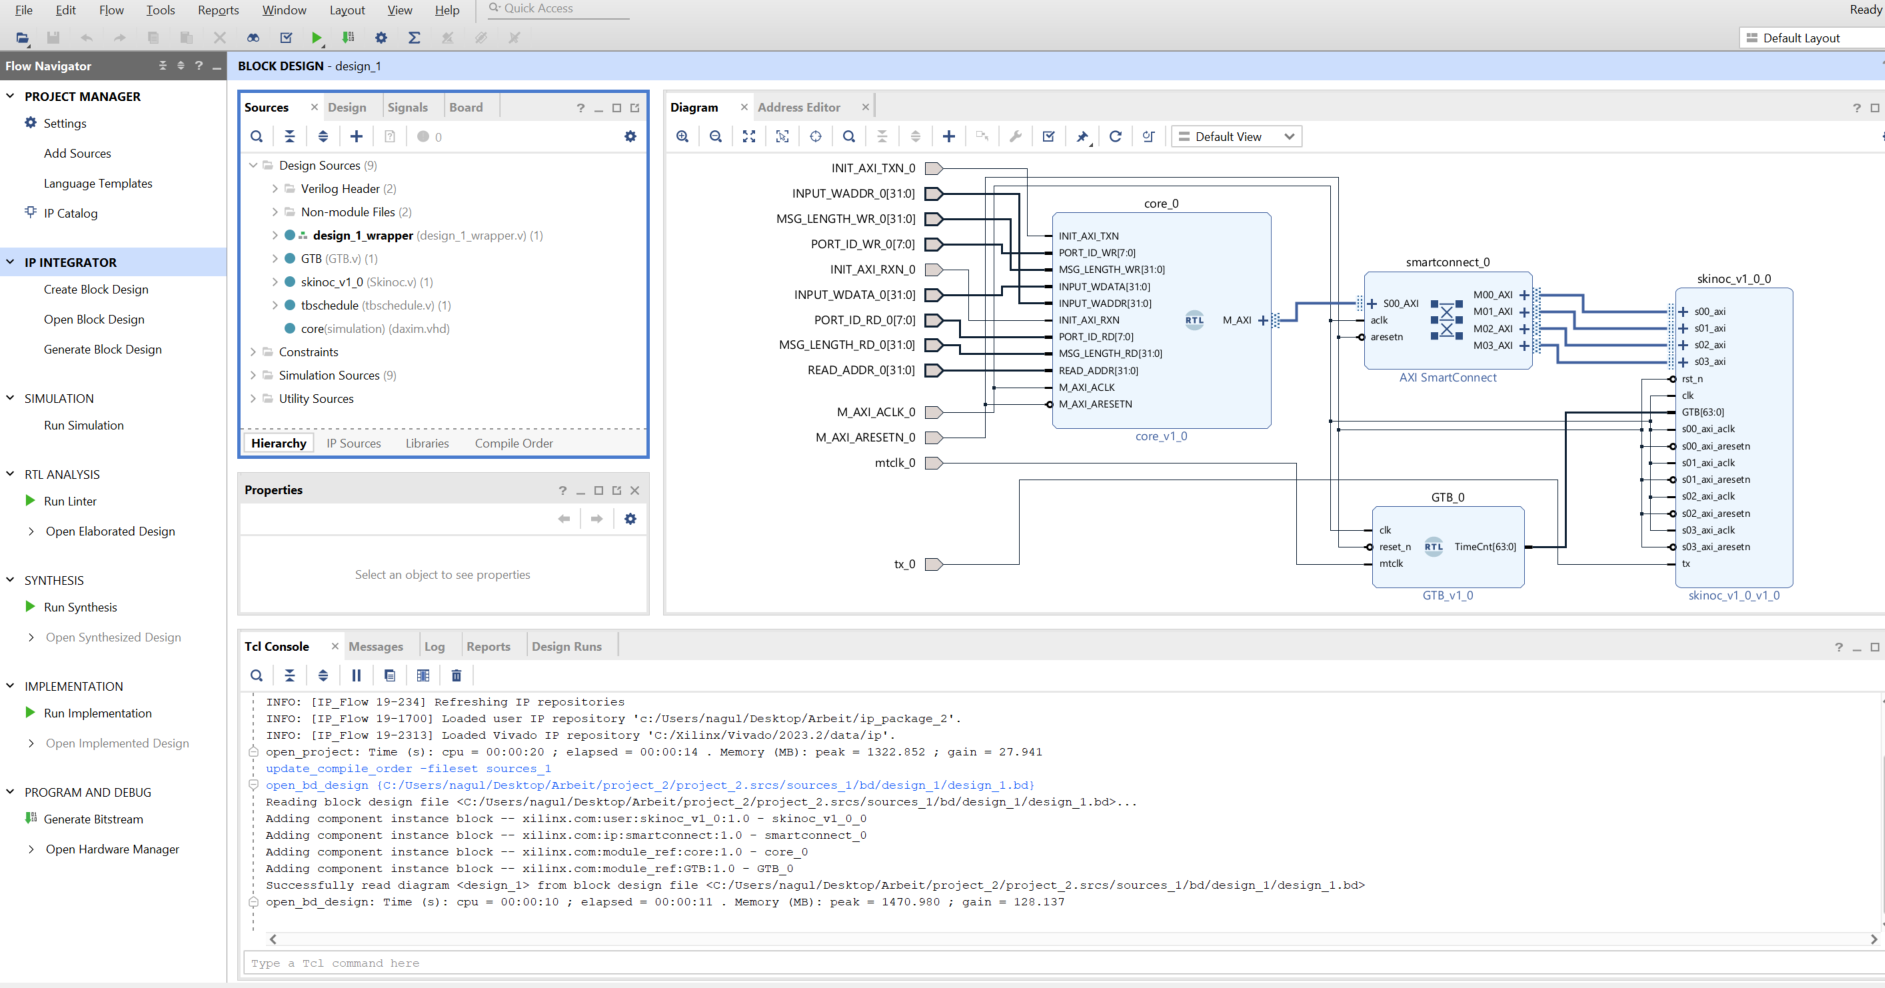 File Edit Flow Tools Reports Window Layout View Help Quick Access
Ready
Default Layout
Flow Navigator
PROJECT MANAGER
Settings
Add Sources
Language Templates
IP Catalog
IP INTEGRATOR
Create Block Design
Open Block Design
Generate Block Design
SIMULATION
Run Simulation
RTL ANALYSIS
Run Linter
Open Elaborated Design
SYNTHESIS
Run Synthesis
Open Synthesized Design
IMPLEMENTATION
Run Implementation
Open Implemented Design
PROGRAM AND DEBUG
Generate Bitstream
Open Hardware Manager
BLOCK DESIGN - design_1
Sources Design Signals Board
0
Design Sources (9)
Verilog Header (2)
Non-module Files (2)
design_1_wrapper (design_1_wrapper.v) (1)
GTB (GTB.v) (1)
skinoc_v1_0 (Skinoc.v) (1)
tbschedule (tbschedule.v) (1)
core(simulation) (daxim.vhd)
Constraints
Simulation Sources (9)
Utility Sources
Hierarchy IP Sources Libraries Compile Order
Properties
Select an object to see properties
Diagram Address Editor
Default View
INIT_AXI_TXN_0
INPUT_WADDR_0[31:0]
MSG_LENGTH_WR_0[31:0]
PORT_ID_WR_0[7:0]
INIT_AXI_RXN_0
INPUT_WDATA_0[31:0]
PORT_ID_RD_0[7:0]
MSG_LENGTH_RD_0[31:0]
READ_ADDR_0[31:0]
M_AXI_ACLK_0
M_AXI_ARESETN_0
mtclk_0
tx_0
core_0
INIT_AXI_TXN
PORT_ID_WR[7:0]
MSG_LENGTH_WR[31:0]
INPUT_WDATA[31:0]
INPUT_WADDR[31:0]
INIT_AXI_RXN
PORT_ID_RD[7:0]
MSG_LENGTH_RD[31:0]
READ_ADDR[31:0]
M_AXI_ACLK
M_AXI_ARESETN
RTL
M_AXI
core_v1_0
smartconnect_0
S00_AXI
aclk
aresetn
M00_AXI
M01_AXI
M02_AXI
M03_AXI
AXI SmartConnect
GTB_0
clk
reset_n
mtclk
RTL
TimeCnt[63:0]
GTB_v1_0
skinoc_v1_0_0
s00_axi
s01_axi
s02_axi
s03_axi
rst_n
clk
GTB[63:0]
s00_axi_aclk
s00_axi_aresetn
s01_axi_aclk
s01_axi_aresetn
s02_axi_aclk
s02_axi_aresetn
s03_axi_aclk
s03_axi_aresetn
tx
skinoc_v1_0_v1_0
Tcl Console Messages Log Reports Design Runs
INFO: [IP_Flow 19-234] Refreshing IP repositories
INFO: [IP_Flow 19-1700] Loaded user IP repository 'c:/Users/nagul/Desktop/Arbeit/ip_package_2'.
INFO: [IP_Flow 19-2313] Loaded Vivado IP repository 'C:/Xilinx/Vivado/2023.2/data/ip'.
open_project: Time (s): cpu = 00:00:20 ; elapsed = 00:00:14 . Memory (MB): peak = 1322.852 ; gain = 27.941
update_compile_order -fileset sources_1
open_bd_design {C:/Users/nagul/Desktop/Arbeit/project_2/project_2.srcs/sources_1/bd/design_1/design_1.bd}
Reading block design file <C:/Users/nagul/Desktop/Arbeit/project_2/project_2.srcs/sources_1/bd/design_1/design_1.bd>...
Adding component instance block -- xilinx.com:user:skinoc_v1_0:1.0 - skinoc_v1_0_0
Adding component instance block -- xilinx.com:ip:smartconnect:1.0 - smartconnect_0
Adding component instance block -- xilinx.com:module_ref:core:1.0 - core_0
Adding component instance block -- xilinx.com:module_ref:GTB:1.0 - GTB_0
Successfully read diagram <design_1> from block design file <C:/Users/nagul/Desktop/Arbeit/project_2/project_2.srcs/sources_1/bd/design_1/design_1.bd>
open_bd_design: Time (s): cpu = 00:00:10 ; elapsed = 00:00:11 . Memory (MB): peak = 1470.980 ; gain = 128.137
Type a Tcl command here